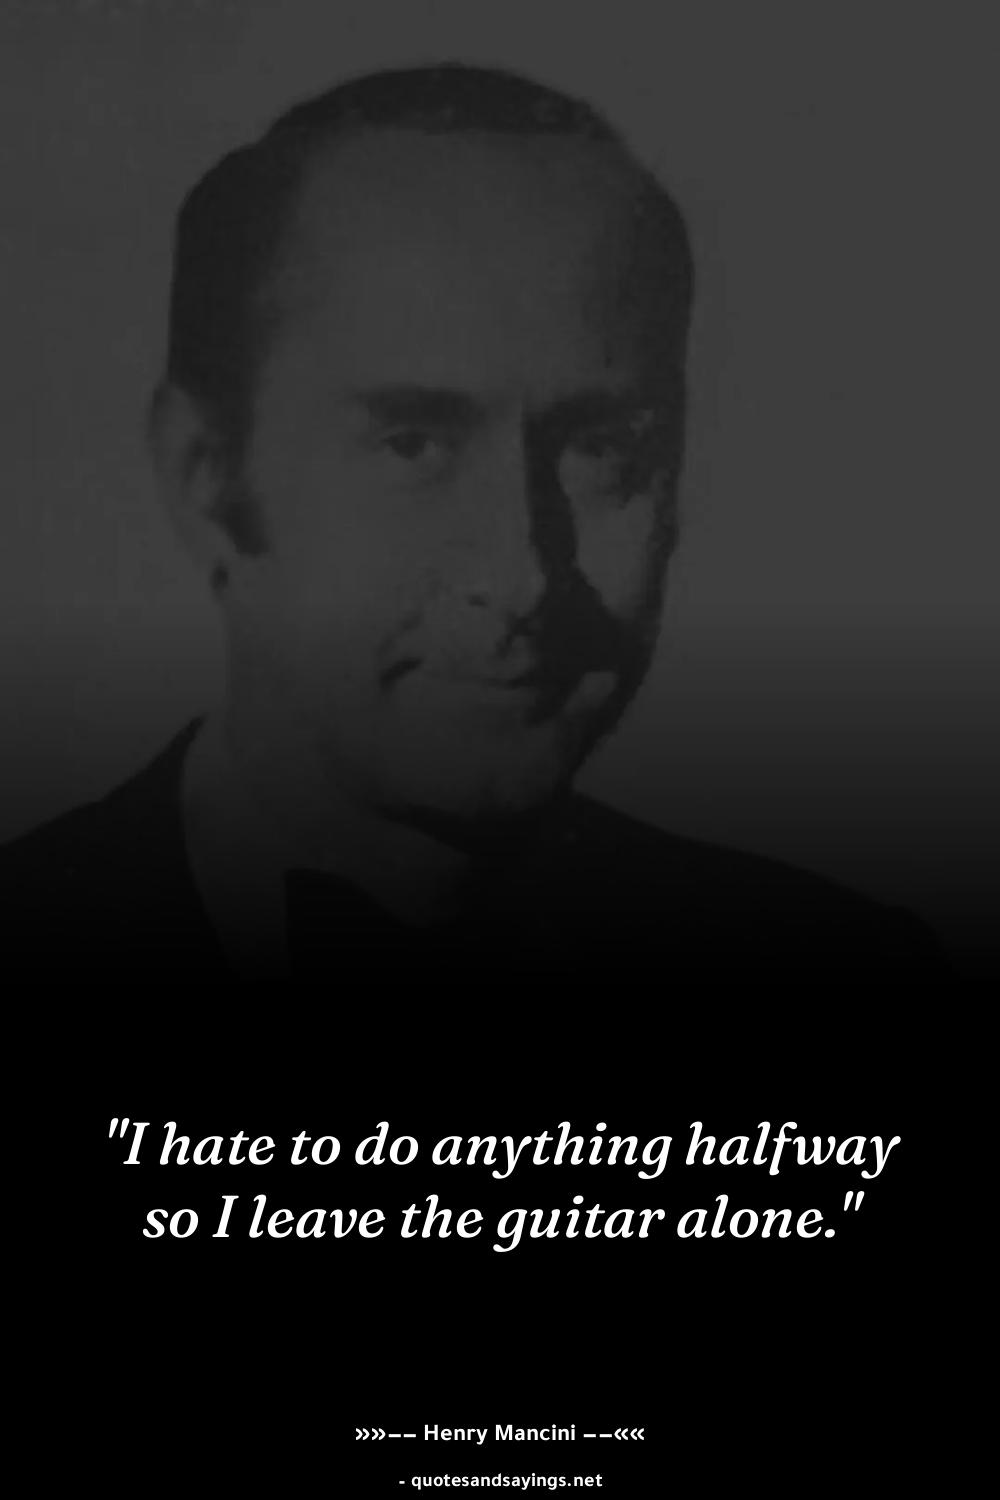 "I hate to do anything halfway
so I leave the guitar alone."
»»–– Henry Mancini ––««
- quotesandsayings.net